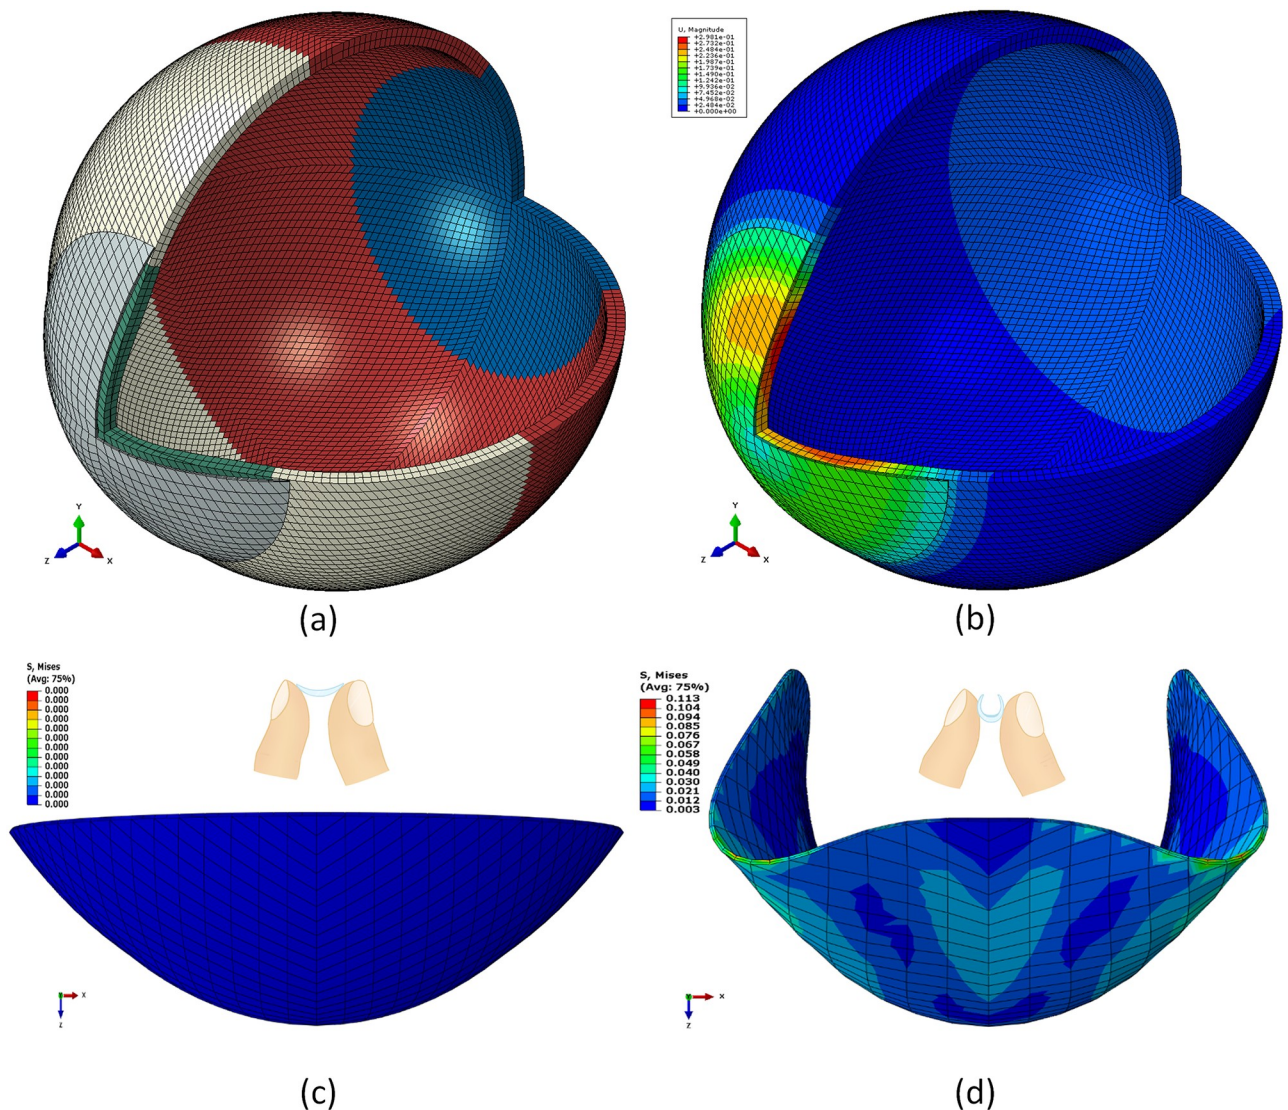 U, Magnitude
+2.981e-01
+2.732e-01
+2.484e-01
+2.236e-01
+1.987e-01
+1.739e-01
+1.490e-01
+1.242e-01
+9.936e-02
+7.452e-02
+4.968e-02
+2.484e-02
+0.000e+00
Y
Z
X
Y
Z
X
(a)
(b)
S, Mises
(Avg: 75%)
0.000
0.000
0.000
0.000
0.000
0.000
0.000
0.000
0.000
0.000
0.000
0.000
0.000
S, Mises
(Avg: 75%)
0.113
0.104
0.094
0.085
0.076
0.067
0.058
0.049
0.040
0.030
0.021
0.012
0.003
X
Z
X
Z
(c)
(d)